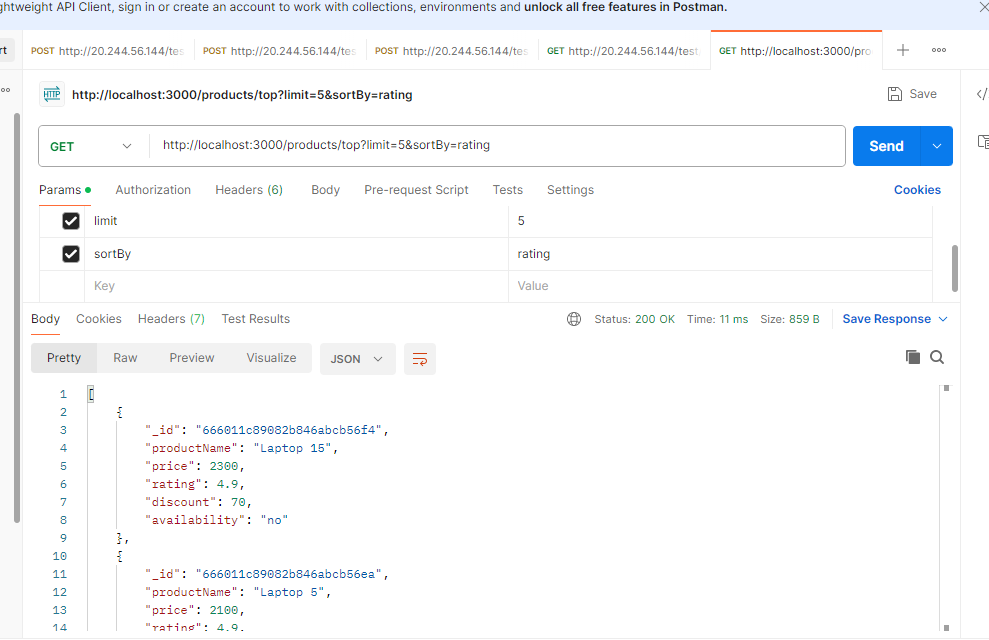 ghtweight API Client, sign in or create an account to work with collections, environments and unlock all free features in Postman.
rt POST http://20.244.56.144/tes POST http://20.244.56.144/tes POST http://20.244.56.144/tes GET http://20.244.56.144/test GET http://localhost:3000/pro
HTTP http://localhost:3000/products/top?limit=5&sortBy=rating Save
GET http://localhost:3000/products/top?limit=5&sortBy=rating Send
Params Authorization Headers (6) Body Pre-request Script Tests Settings Cookies
limit 5
sortBy rating
Key Value
Body Cookies Headers (7) Test Results Status: 200 OK Time: 11 ms Size: 859 B Save Response
Pretty Raw Preview Visualize JSON
1 [
2 {
3 "_id": "666011c89082b846abcb56f4",
4 "productName": "Laptop 15",
5 "price": 2300,
6 "rating": 4.9,
7 "discount": 70,
8 "availability": "no"
9 },
10 {
11 "_id": "666011c89082b846abcb56ea",
12 "productName": "Laptop 5",
13 "price": 2100,
14 "rating": 4.9,